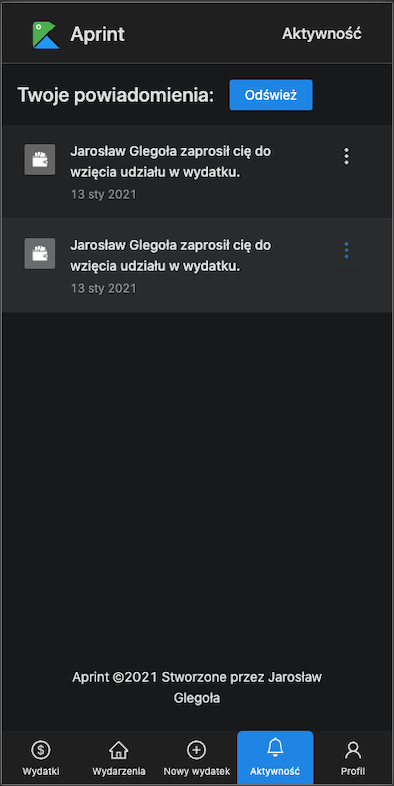 Aprint
Aktywność
Twoje powiadomienia:
Odśwież
Jarosław Glegoła zaprosił cię do
wzięcia udziału w wydatku.
13 sty 2021
Jarosław Glegoła zaprosił cię do
wzięcia udziału w wydatku.
13 sty 2021
Aprint ©2021 Stworzone przez Jarosław
Glegoła
Wydatki
Wydarzenia
Nowy wydatek
Aktywność
Profil